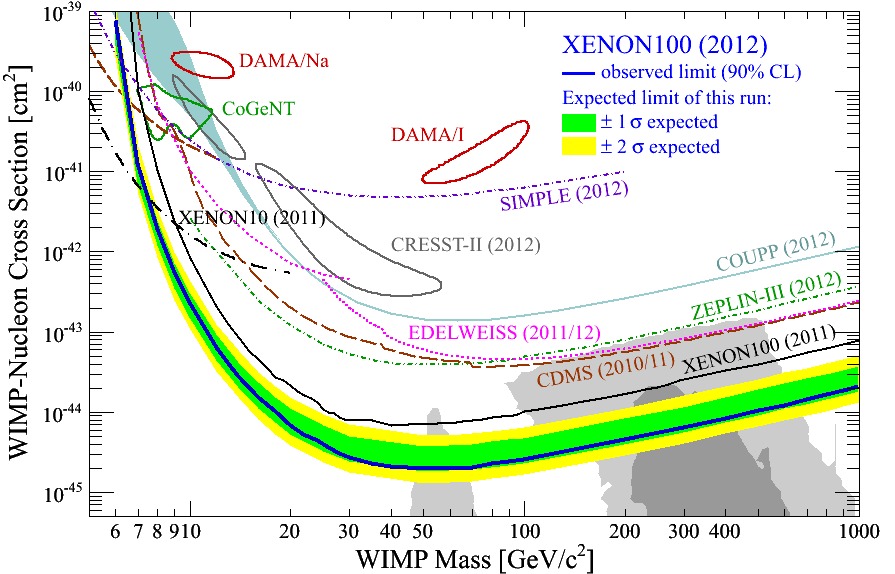 10⁻³⁹
10⁻⁴⁰
10⁻⁴¹
10⁻⁴²
10⁻⁴³
10⁻⁴⁴
10⁻⁴⁵
WIMP-Nucleon Cross Section [cm²]
XENON100 (2012)
observed limit (90% CL)
Expected limit of this run:
± 1 σ expected
± 2 σ expected
DAMA/Na
CoGeNT
DAMA/I
SIMPLE (2012)
XENON10 (2011)
CRESST-II (2012)
COUPP (2012)
ZEPLIN-III (2012)
EDELWEISS (2011/12)
XENON100 (2011)
CDMS (2010/11)
6 7 8 910 20 30 40 50 100 200 300 400 1000
WIMP Mass [GeV/c²]